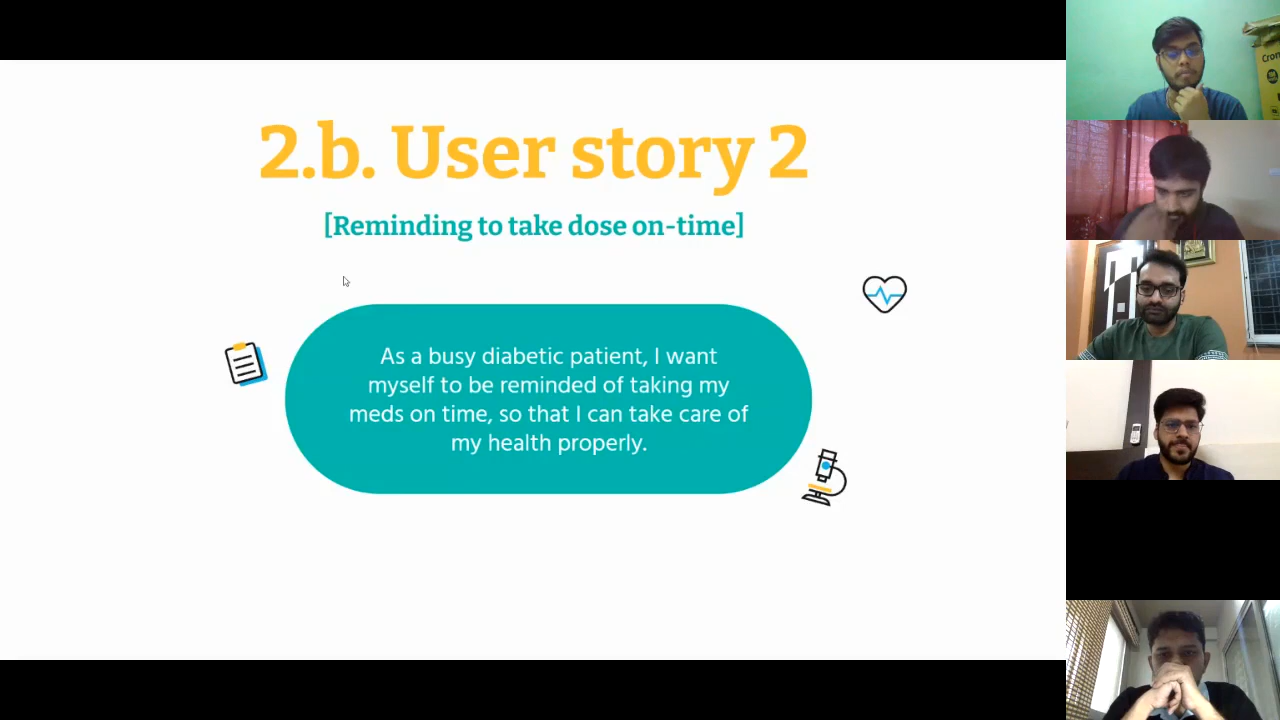 2.b. User story 2
[Reminding to take dose on-time]
As a busy diabetic patient, I want
myself to be reminded of taking my
meds on time, so that I can take care of
my health properly.
Crom